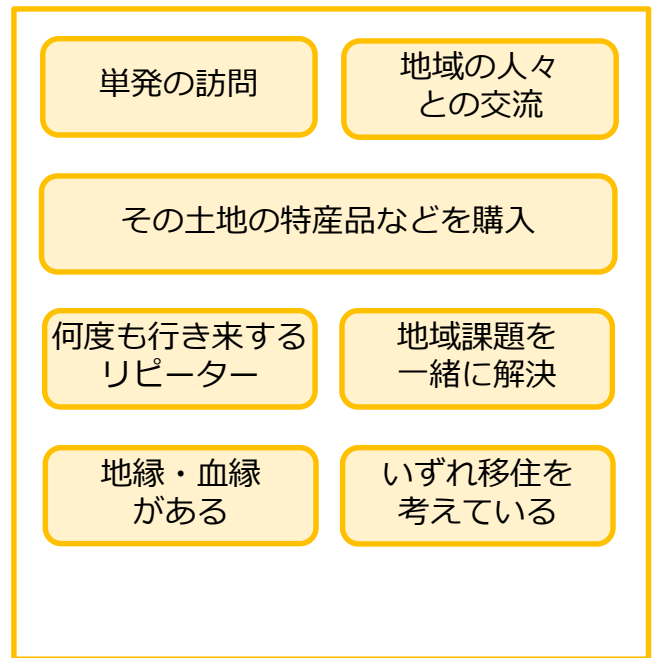 単発の訪問
地域の人々
との交流
その土地の特産品などを購入
何度も行き来する
リピーター
地域課題を
一緒に解決
地縁・血縁
がある
いずれ移住を
考えている